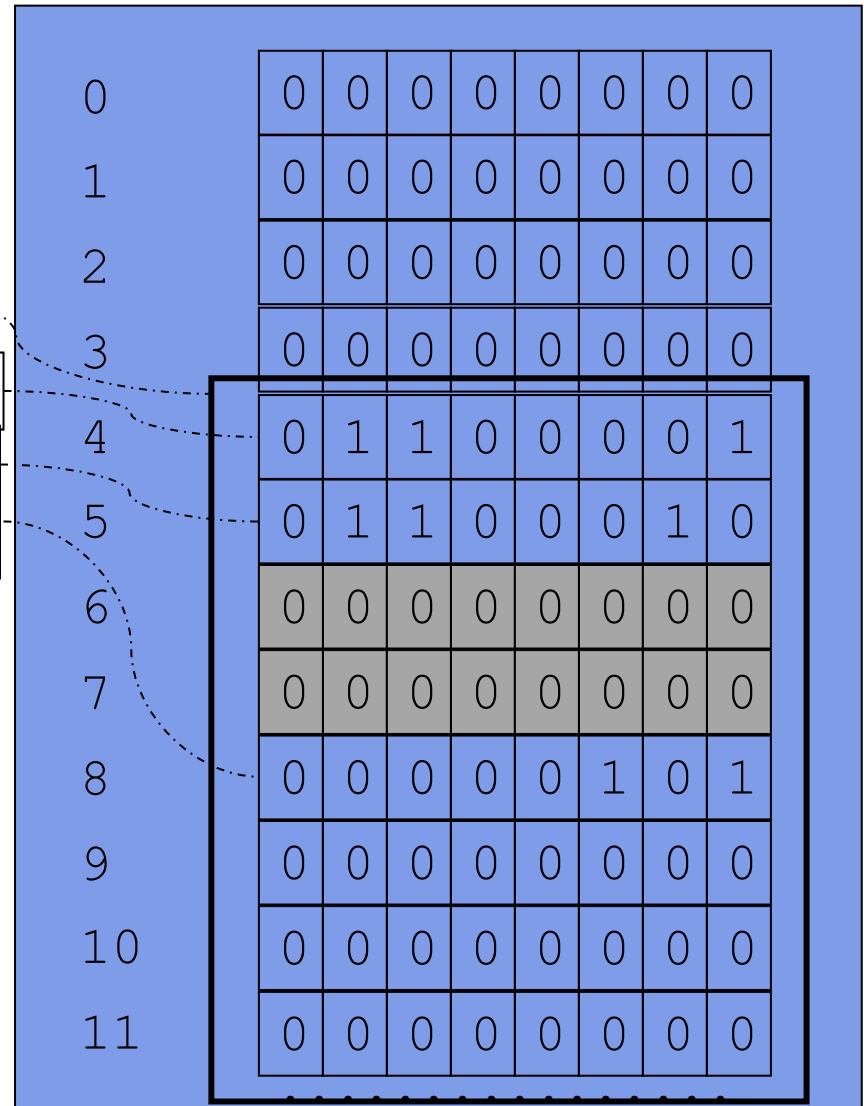 0 0 0 0 0 0 0 0 0
1 0 0 0 0 0 0 0 0
2 0 0 0 0 0 0 0 0
3 0 0 0 0 0 0 0 0
4 0 1 1 0 0 0 0 1
5 0 1 1 0 0 0 1 0
6 0 0 0 0 0 0 0 0
7 0 0 0 0 0 0 0 0
8 0 0 0 0 0 1 0 1
9 0 0 0 0 0 0 0 0
10 0 0 0 0 0 0 0 0
11 0 0 0 0 0 0 0 0